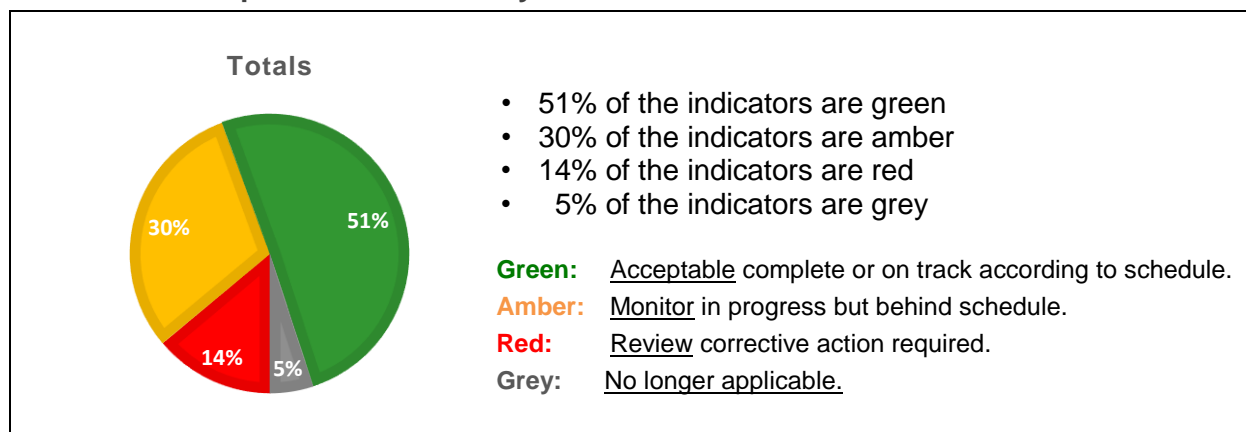 Totals
51%
30%
14%
5%
• 51% of the indicators are green
• 30% of the indicators are amber
• 14% of the indicators are red
• 5% of the indicators are grey
Green: Acceptable complete or on track according to schedule.
Amber: Monitor in progress but behind schedule.
Red: Review corrective action required.
Grey: No longer applicable.